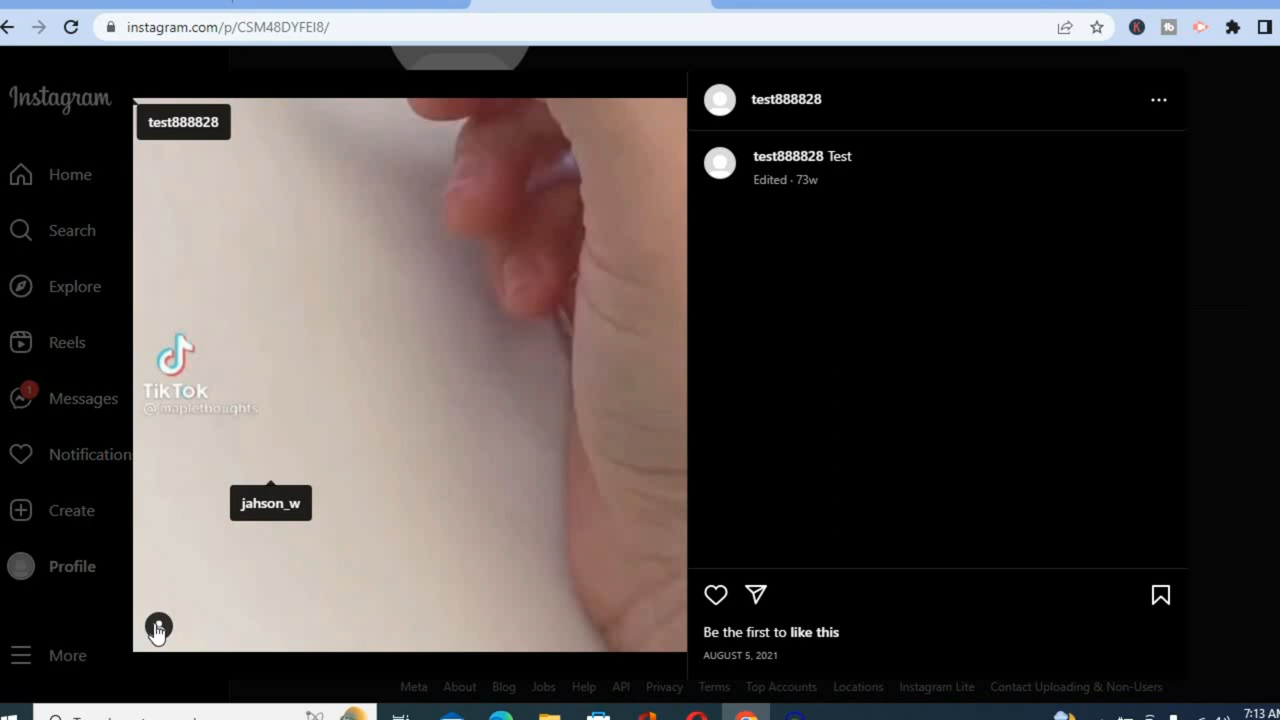 instagram.com/p/CSM48DYFEI8/
Instagram
Home
Search
Explore
Reels
1
Messages
Notification
Create
Profile
More
test888828
TikTok
@maplethoughts
jahson_w
test888828
test888828 Test
Edited · 73w
Be the first to like this
AUGUST 5, 2021
Meta About Blog Jobs Help API Privacy Terms Top Accounts Locations Instagram Lite Contact Uploading & Non-Users
7:13 AM